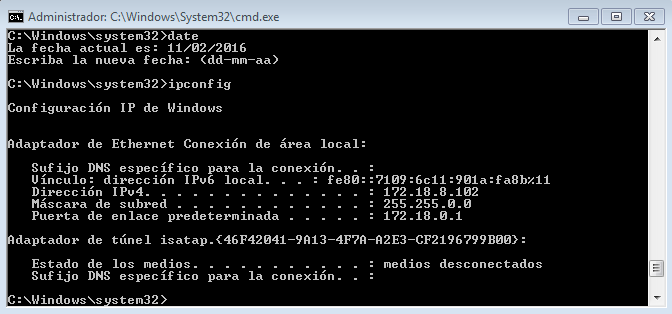 Administrador: C:\Windows\System32\cmd.exe
C:\Windows\system32>date
La fecha actual es: 11/02/2016
Escriba la nueva fecha: (dd-mm-aa)
C:\Windows\system32>ipconfig
Configuración IP de Windows
Adaptador de Ethernet Conexión de área local:
Sufijo DNS específico para la conexión. . :
Vínculo: dirección IPv6 local. . . : fe80::7109:6c11:901a:fa8b%11
Dirección IPv4. . . . . . . . . . . . . . : 172.18.8.102
Máscara de subred . . . . . . . . . . . . : 255.255.0.0
Puerta de enlace predeterminada . . . . . : 172.18.0.1
Adaptador de túnel isatap.{46F42041-9A13-4F7A-A2E3-CF2196799B00}:
Estado de los medios. . . . . . . . . . . : medios desconectados
Sufijo DNS específico para la conexión. . :
C:\Windows\system32>